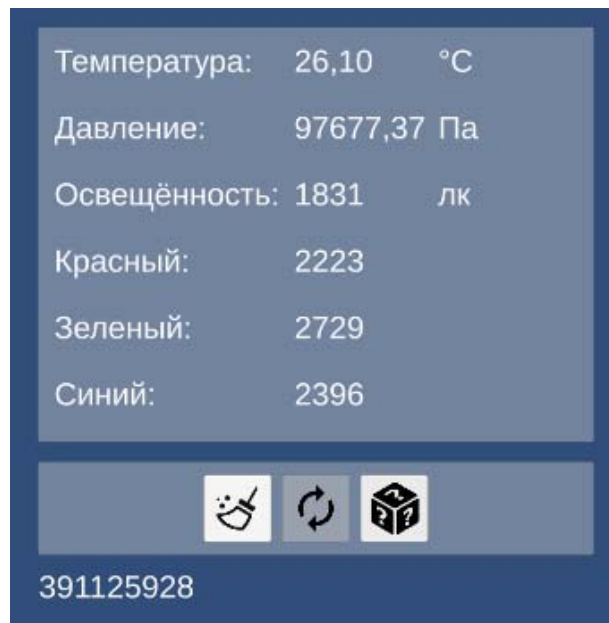 Температура: 26,10 °C
Давление: 97677,37 Па
Освещённость: 1831 лк
Красный: 2223
Зеленый: 2729
Синий: 2396
? ? ?
391125928